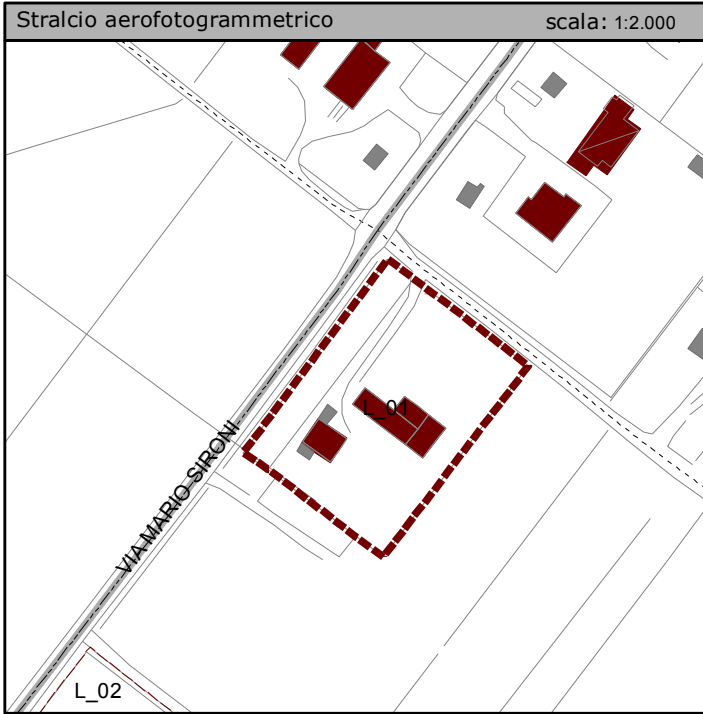 Stralcio aerofotogrammetrico scala: 1:2.000
L_01
VIA MARIO SIRONI
L_02